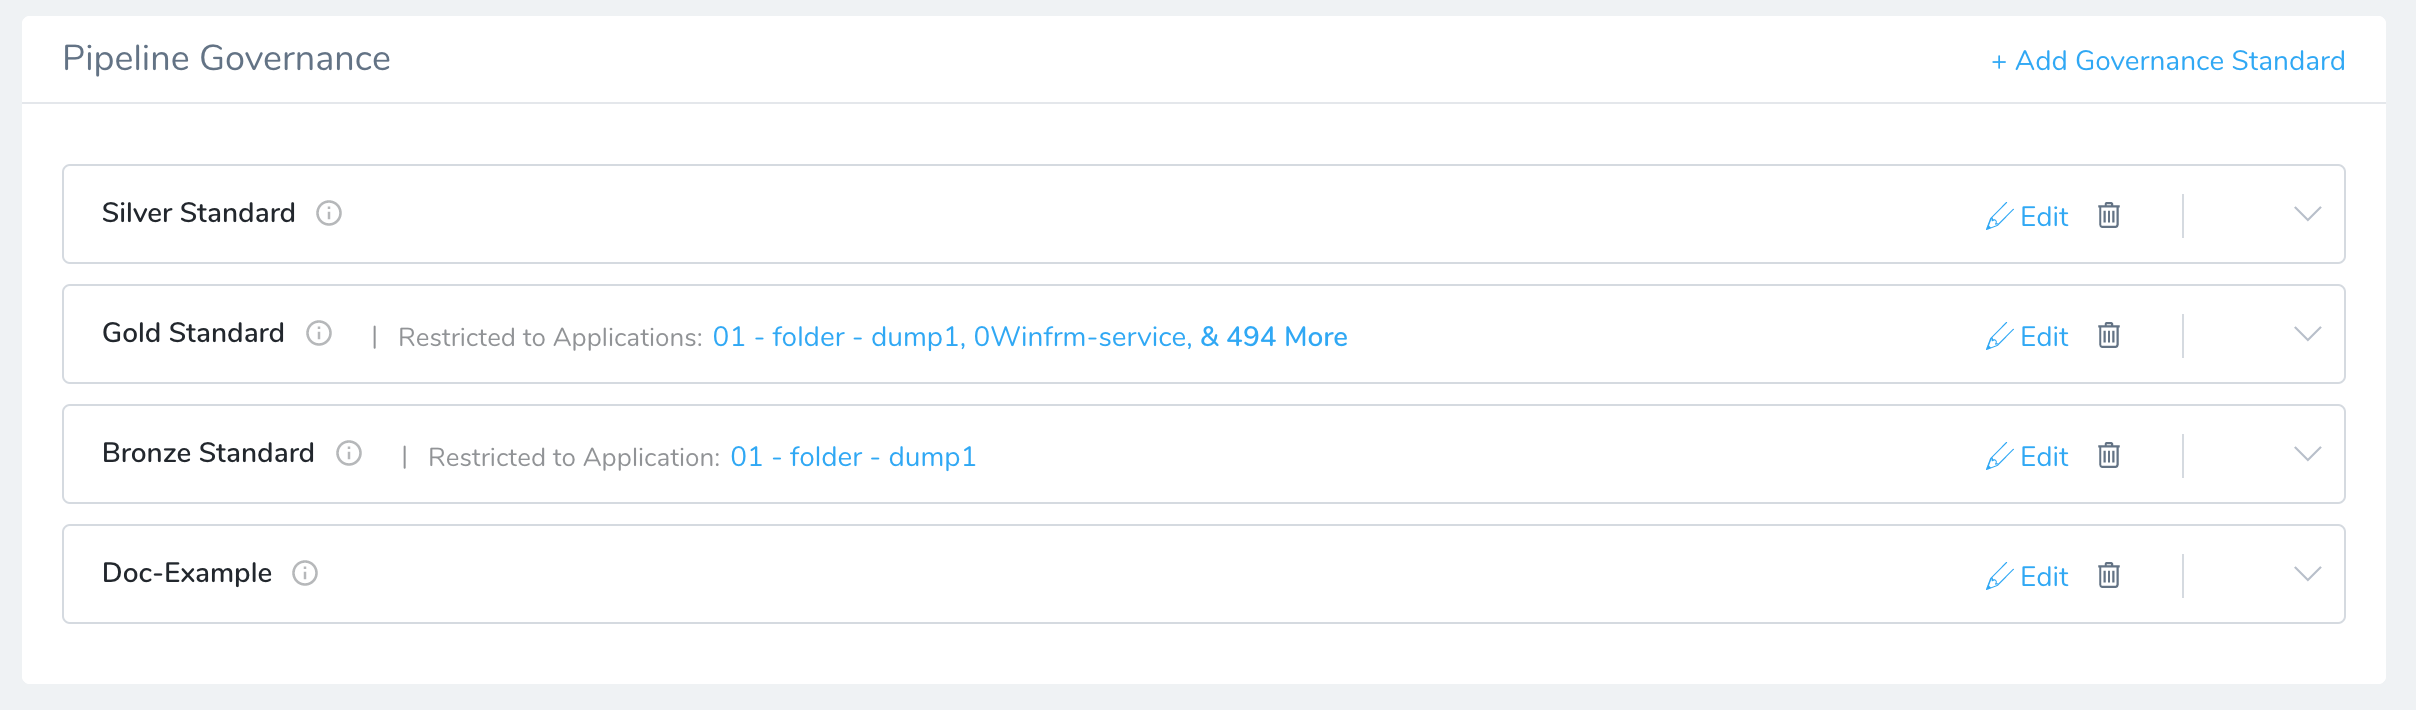 Pipeline Governance
+ Add Governance Standard
Silver Standard
Edit
Gold Standard | Restricted to Applications: 01 - folder - dump1, 0Winfrm-service, & 494 More
Edit
Bronze Standard | Restricted to Application: 01 - folder - dump1
Edit
Doc-Example
Edit